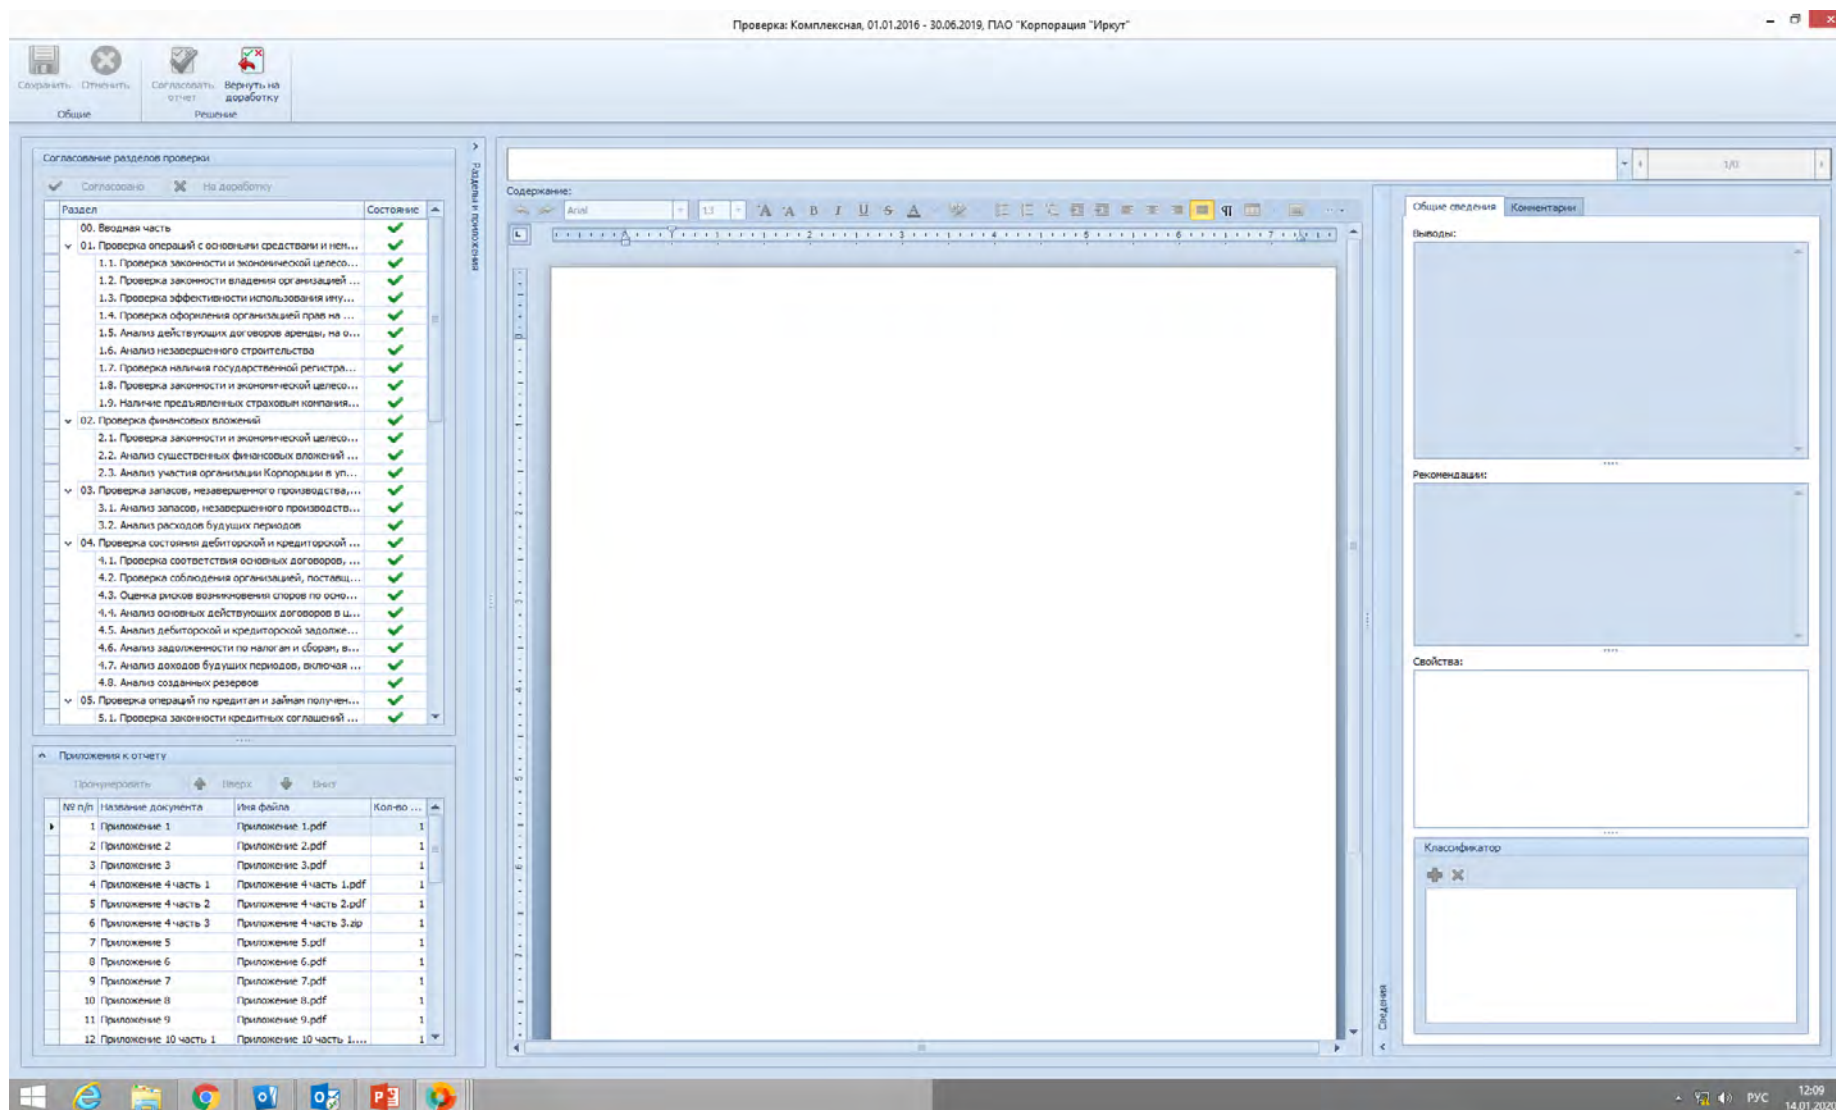 Проверка: Комплексная, 01.01.2016 - 30.06.2019, ПАО "Корпорация "Иркут"
Сохранить Отменить Согласовать отчет Вернуть на доработку
Общие Решение
Согласование разделов проверки
Согласовано На доработку
Раздел Состояние
00. Вводная часть
01. Проверка операций с основными средствами и нем...
1.1. Проверка законности и экономической целесо...
1.2. Проверка законности владения организацией ...
1.3. Проверка эффективности использования иму...
1.4. Проверка оформления организацией прав на ...
1.5. Анализ действующих договоров аренды, на о...
1.6. Анализ незавершенного строительства
1.7. Проверка наличия государственной регистра...
1.8. Проверка законности и экономической целесо...
1.9. Наличие предъявленных страховым компания...
02. Проверка финансовых вложений
2.1. Проверка законности и экономической целесо...
2.2. Анализ существенных финансовых вложений ...
2.3. Анализ участия организации Корпорации в уп...
03. Проверка запасов, незавершенного производства,...
3.1. Анализ запасов, незавершенного производств...
3.2. Анализ расходов будущих периодов
04. Проверка состояния дебиторской и кредиторской ...
4.1. Проверка соответствия основных договоров, ...
4.2. Проверка соблюдения организацией, поставщ...
4.3. Оценка рисков возникновения споров по осно...
4.4. Анализ основных действующих договоров в ц...
4.5. Анализ дебиторской и кредиторской задолже...
4.6. Анализ задолженности по налогам и сборам, в...
4.7. Анализ доходов будущих периодов, включая ...
4.8. Анализ созданных резервов
05. Проверка операций по кредитам и займам получен...
5.1. Проверка законности кредитных соглашений ...
Приложения к отчету
Пронумеровать Вверх Вниз
№ п/п Название документа Имя файла Кол-во ...
1 Приложение 1 Приложение 1.pdf 1
2 Приложение 2 Приложение 2.pdf 1
3 Приложение 3 Приложение 3.pdf 1
4 Приложение 4 часть 1 Приложение 4 часть 1.pdf 1
5 Приложение 4 часть 2 Приложение 4 часть 2.pdf 1
6 Приложение 4 часть 3 Приложение 4 часть 3.zip 1
7 Приложение 5 Приложение 5.pdf 1
8 Приложение 6 Приложение 6.pdf 1
9 Приложение 7 Приложение 7.pdf 1
10 Приложение 8 Приложение 8.pdf 1
11 Приложение 9 Приложение 9.pdf 1
12 Приложение 10 часть 1 Приложение 10 часть 1.... 1
Разделы и приложения
1/0
Содержание:
Arial 13
1 2 3 4 5 6 7
Сведения
Общие сведения Комментарии
Выводы:
Рекомендации:
Свойства:
Классификатор
РУС
12:09
14.01.2020